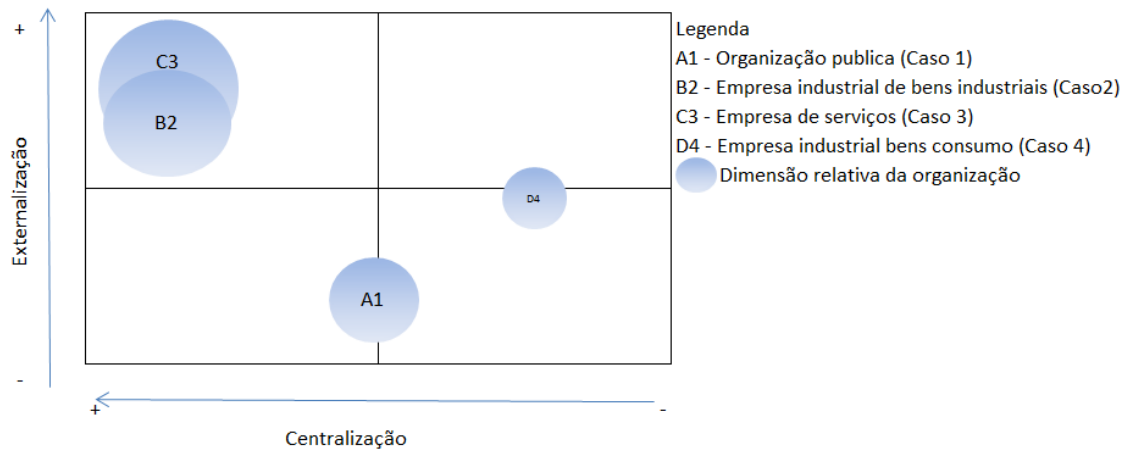 +
Externalização
-
C3
B2
D4
A1
+
-
Centralização
Legenda
A1 - Organização publica (Caso 1)
B2 - Empresa industrial de bens industriais (Caso2)
C3 - Empresa de serviços (Caso 3)
D4 - Empresa industrial bens consumo (Caso 4)
Dimensão relativa da organização